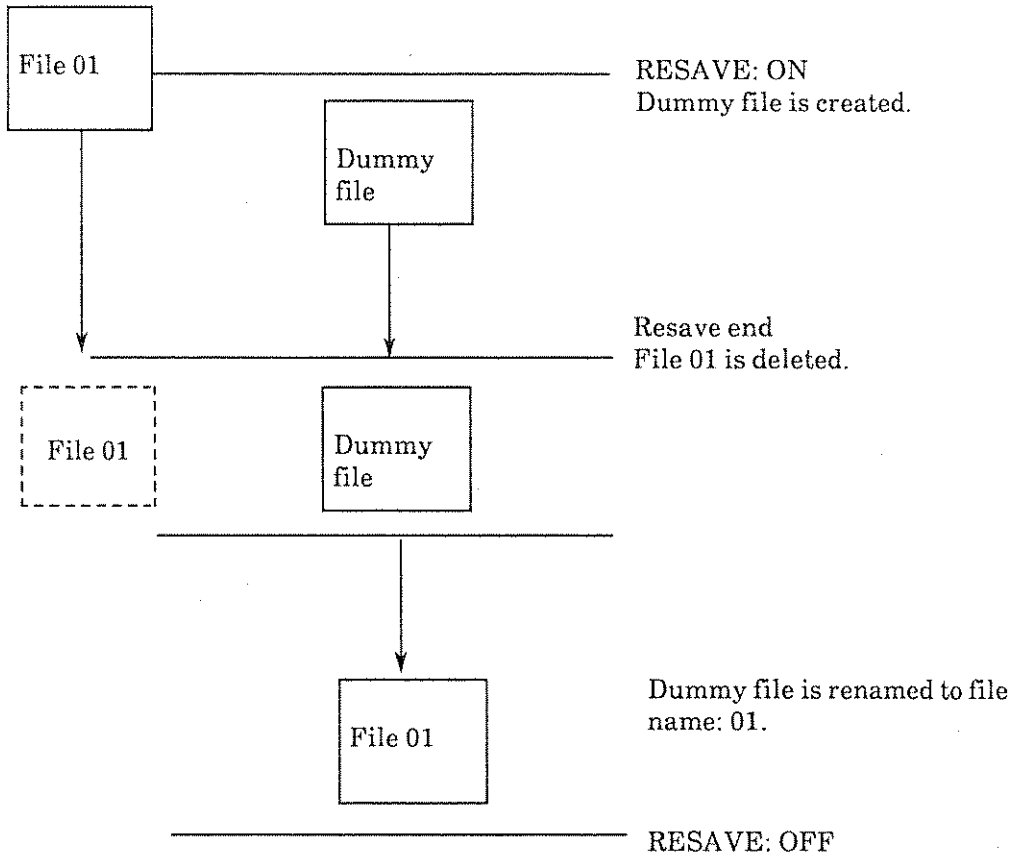 File 01
RESAVE: ON
Dummy file is created.
Dummy
file
Resave end
File 01 is deleted.
File 01
Dummy
file
File 01
Dummy file is renamed to file
name: 01.
RESAVE: OFF